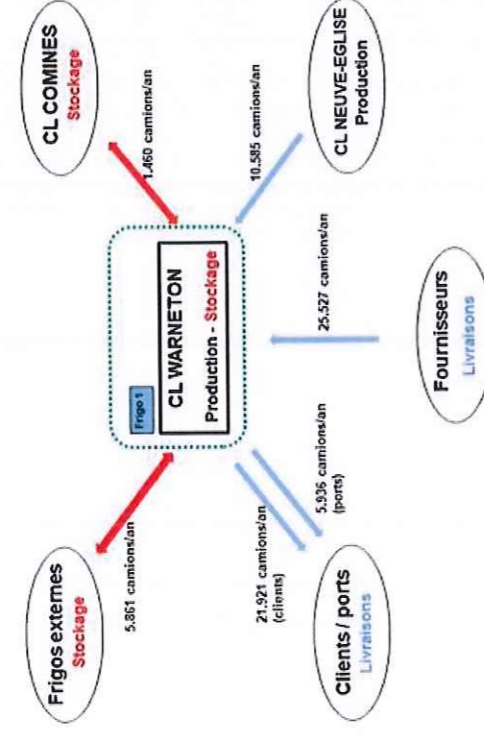 Frigos externes
Stockage
CL COMINES
Stockage
5.861 camions/an
1.460 camions/an
Frigo 1
CL WARNETON
Production - Stockage
21.921 camions/an
(clients)
5.936 camions/an
(ports)
25.527 camions/an
10.585 camions/an
Clients / ports
Livraisons
Fournisseurs
Livraisons
CL NEUVE-EGLISE
Production